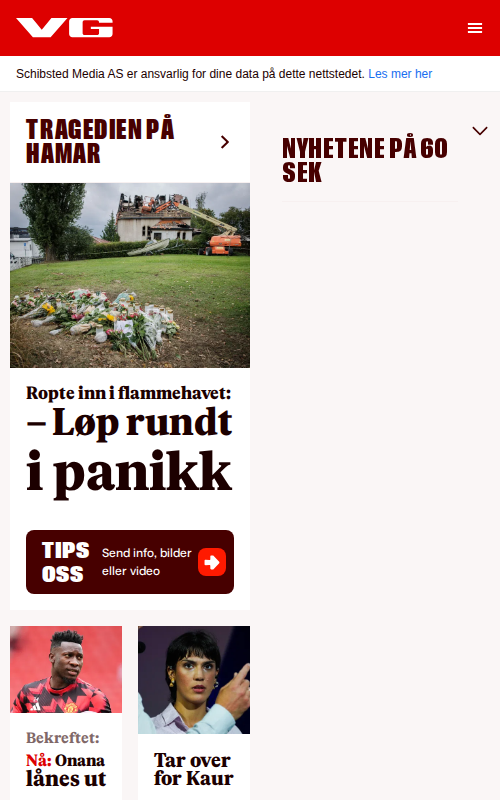 VG
Schibsted Media AS er ansvarlig for dine data på dette nettstedet. Les mer her
TRAGEDIEN PÅ
HAMAR
Ropte inn i flammehavet:
– Løp rundt
i panikk
TIPS
OSS
Send info, bilder
eller video
Bekreftet:
Nå: Onana
lånes ut
Tar over
for Kaur
NYHETENE PÅ 60
SEK